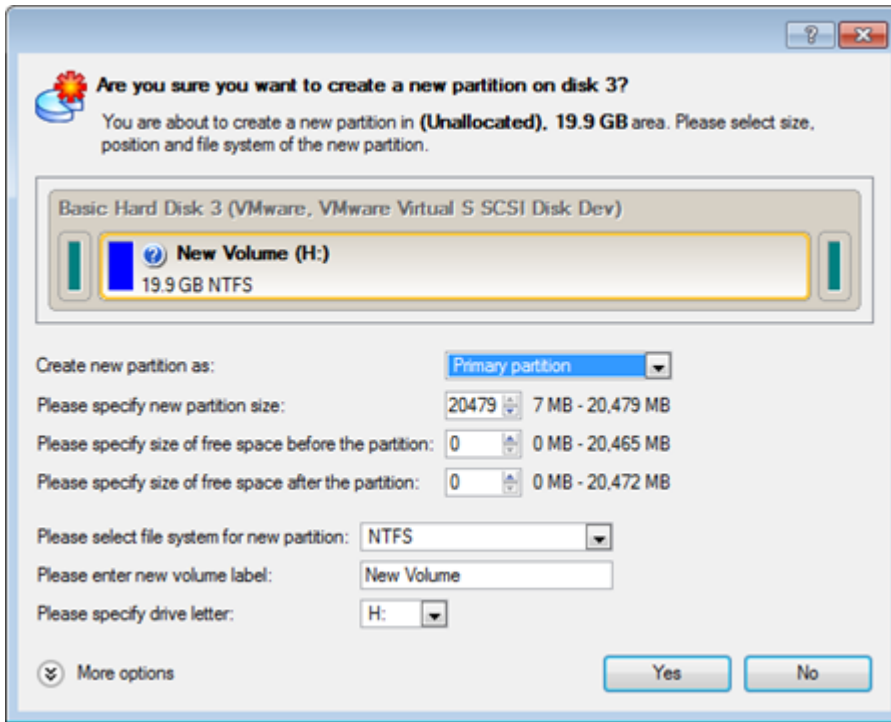 Are you sure you want to create a new partition on disk 3?
You are about to create a new partition in (Unallocated), 19.9 GB area. Please select size,
position and file system of the new partition.
Basic Hard Disk 3 (VMware, VMware Virtual S SCSI Disk Dev)
New Volume (H:)
19.9 GB NTFS
Create new partition as: Primary partition
Please specify new partition size: 20479 7 MB - 20,479 MB
Please specify size of free space before the partition: 0 0 MB - 20,465 MB
Please specify size of free space after the partition: 0 0 MB - 20,472 MB
Please select file system for new partition: NTFS
Please enter new volume label: New Volume
Please specify drive letter: H:
More options Yes No